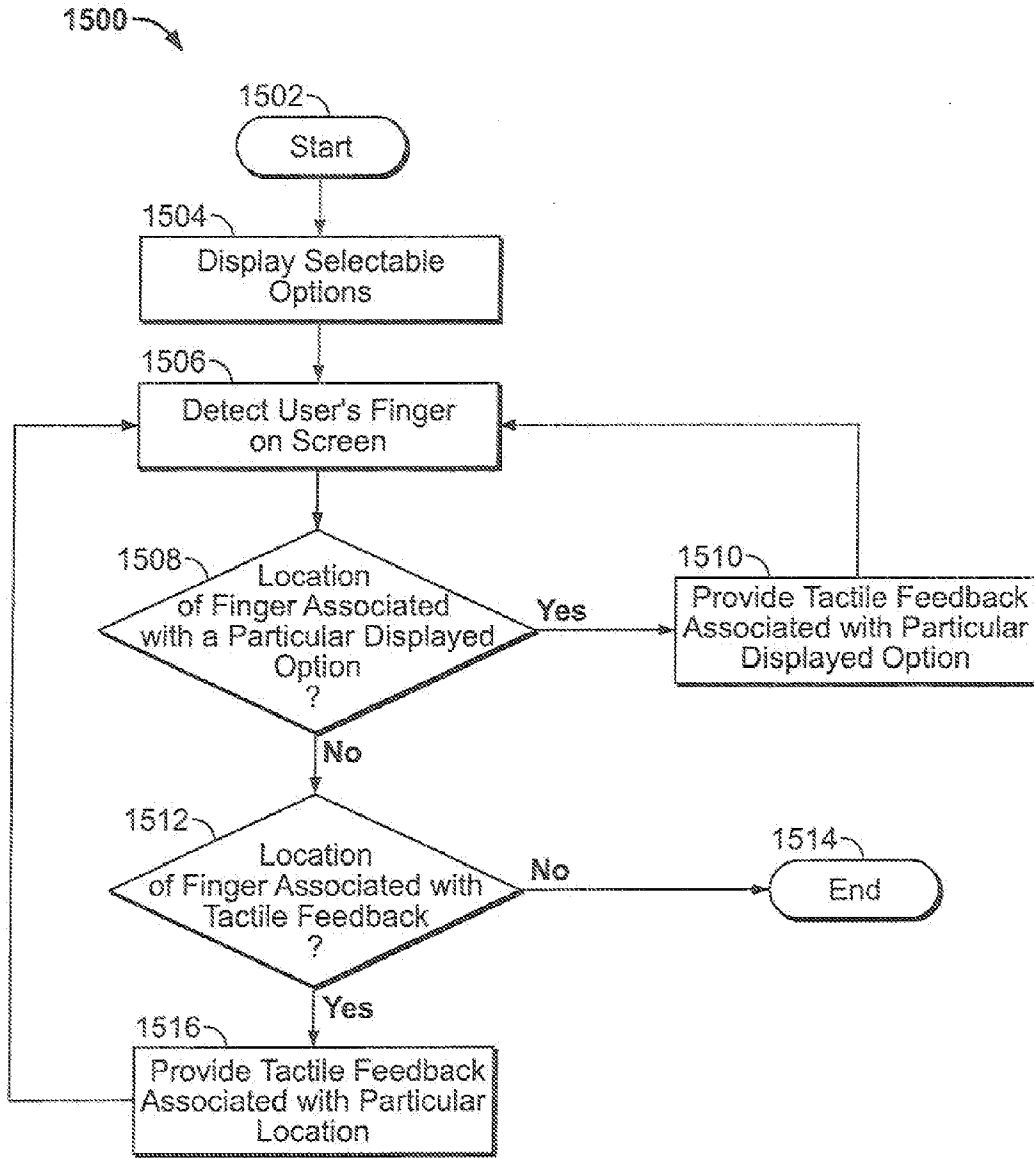 1500
1502
Start
1504
Display Selectable
Options
1506
Detect User's Finger
on Screen
1508
Location
of Finger Associated
with a Particular Displayed
Option
?
Yes
1510
Provide Tactile Feedback
Associated with Particular
Displayed Option
No
1512
Location
of Finger Associated with
Tactile Feedback
?
No
1514
End
Yes
1516
Provide Tactile Feedback
Associated with Particular
Location